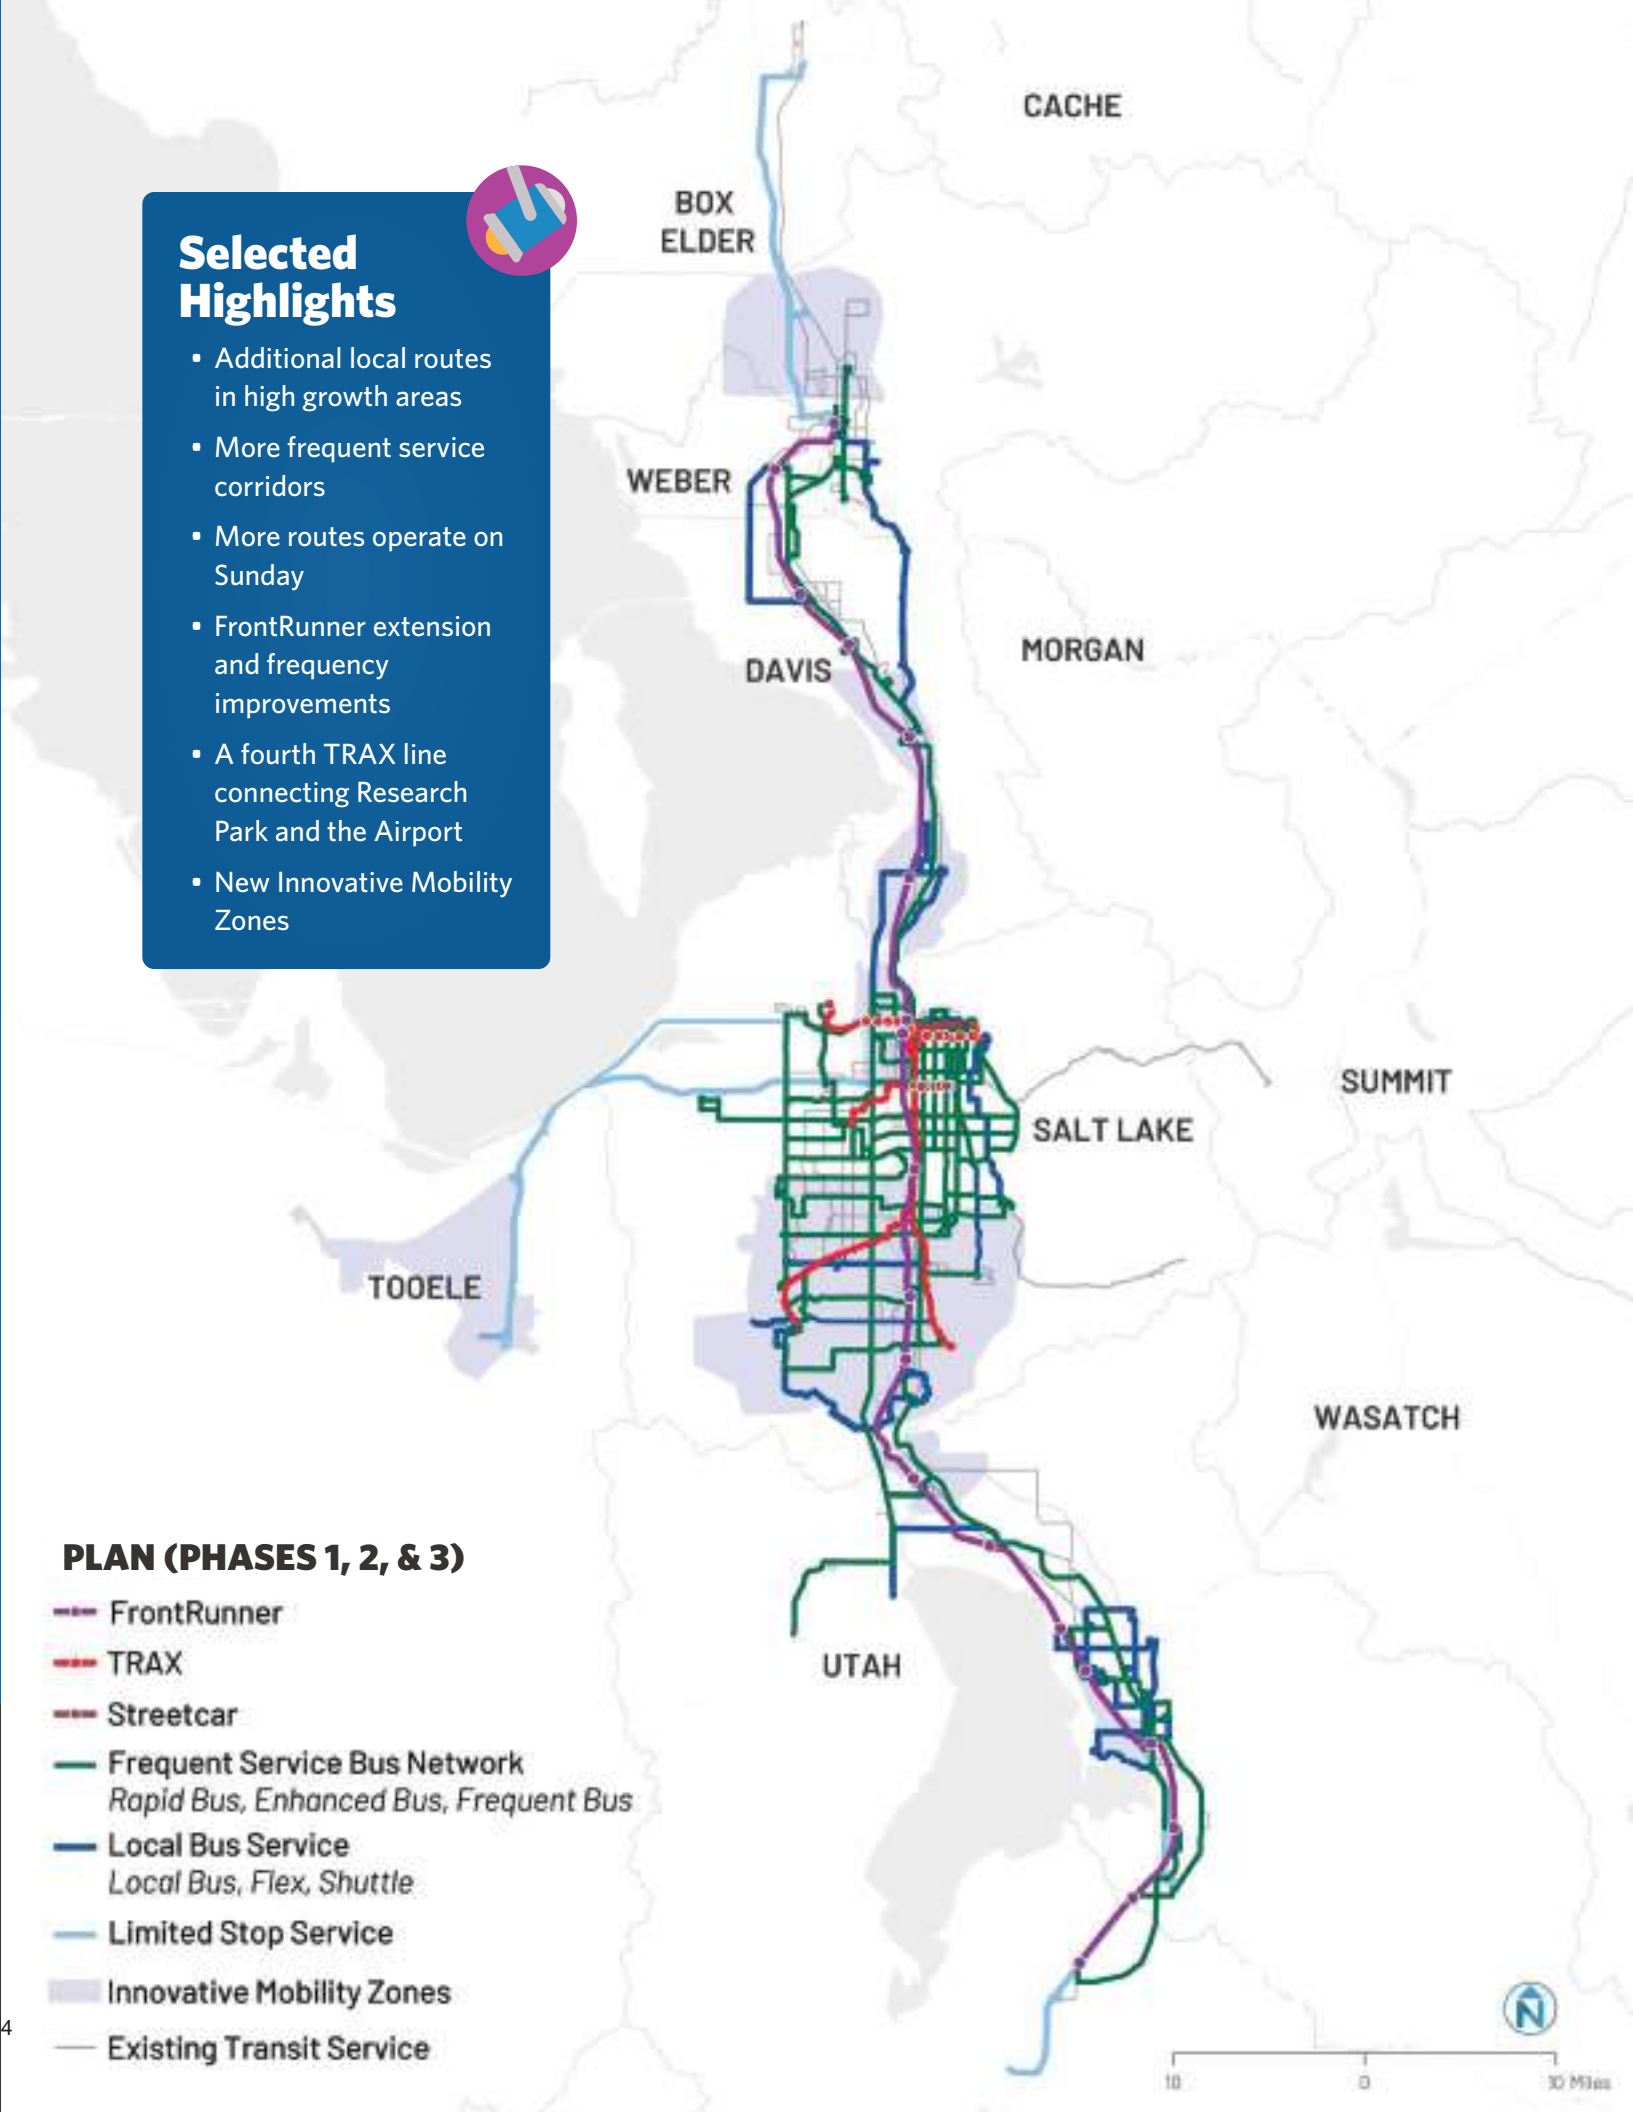 CACHE
BOX
ELDER
Selected
Highlights
• Additional local routes
in high growth areas
• More frequent service
corridors
• More routes operate on
Sunday
• FrontRunner extension
and frequency
improvements
• A fourth TRAX line
connecting Research
Park and the Airport
• New Innovative Mobility
Zones
WEBER
MORGAN
DAVIS
SUMMIT
SALT LAKE
TOOELE
WASATCH
UTAH
PLAN (PHASES 1, 2, & 3)
FrontRunner
TRAX
Streetcar
Frequent Service Bus Network
Rapid Bus, Enhanced Bus, Frequent Bus
Local Bus Service
Local Bus, Flex, Shuttle
Limited Stop Service
Innovative Mobility Zones
Existing Transit Service
4
N
10 0 10 Miles